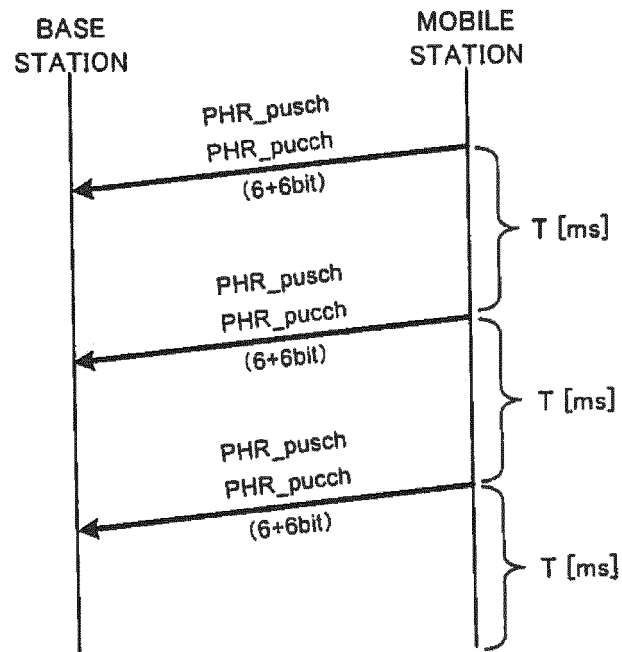 BASE
STATION
MOBILE
STATION
PHR_pusch
PHR_pucch
(6+6bit)
T [ms]
PHR_pusch
PHR_pucch
(6+6bit)
T [ms]
PHR_pusch
PHR_pucch
(6+6bit)
T [ms]